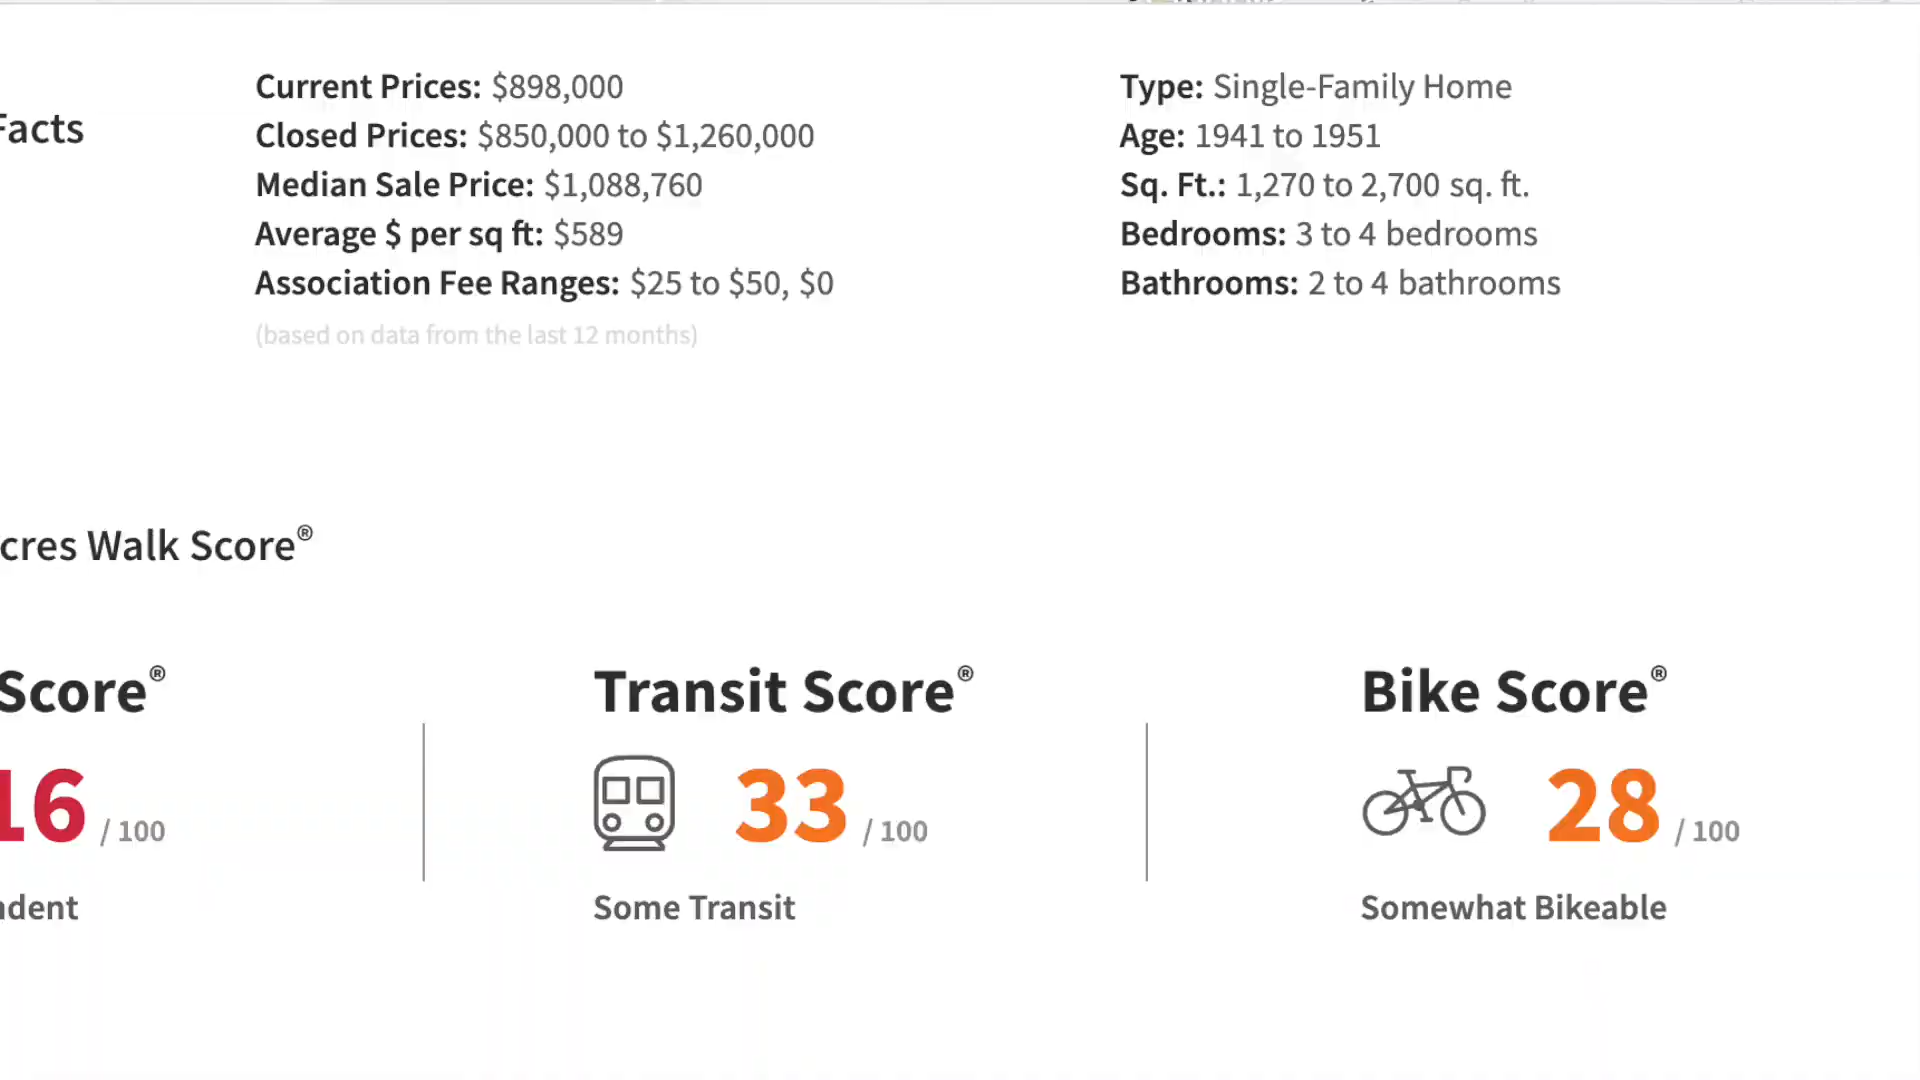 Facts
Current Prices: $898,000
Closed Prices: $850,000 to $1,260,000
Median Sale Price: $1,088,760
Average $ per sq ft: $589
Association Fee Ranges: $25 to $50, $0
(based on data from the last 12 months)
Type: Single-Family Home
Age: 1941 to 1951
Sq. Ft.: 1,270 to 2,700 sq. ft.
Bedrooms: 3 to 4 bedrooms
Bathrooms: 2 to 4 bathrooms
cres Walk Score®
Score®
16 / 100
ndent
Transit Score®
33 / 100
Some Transit
Bike Score®
28 / 100
Somewhat Bikeable